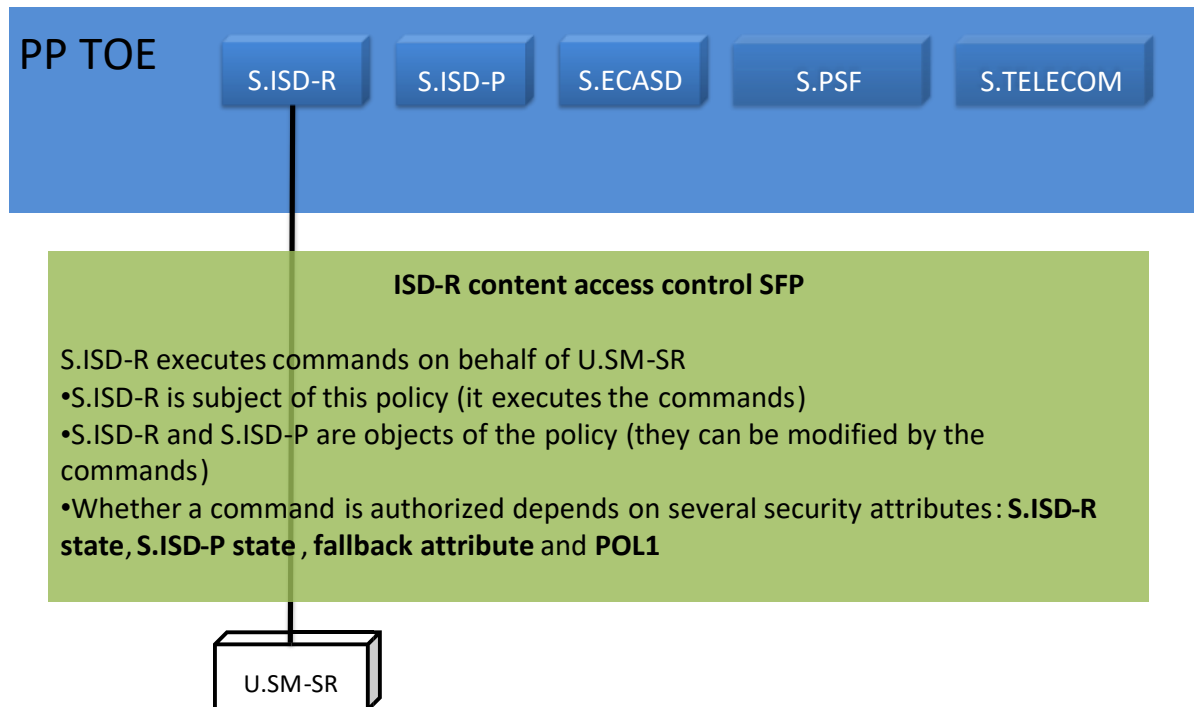 PP TOE
S.ISD-R
S.ISD-P
S.ECASD
S.PSF
S.TELECOM
ISD-R content access control SFP
S.ISD-R executes commands on behalf of U.SM-SR
•S.ISD-R is subject of this policy (it executes the commands)
•S.ISD-R and S.ISD-P are objects of the policy (they can be modified by the
commands)
•Whether a command is authorized depends on several security attributes: S.ISD-R
state, S.ISD-P state , fallback attribute and POL1
U.SM-SR